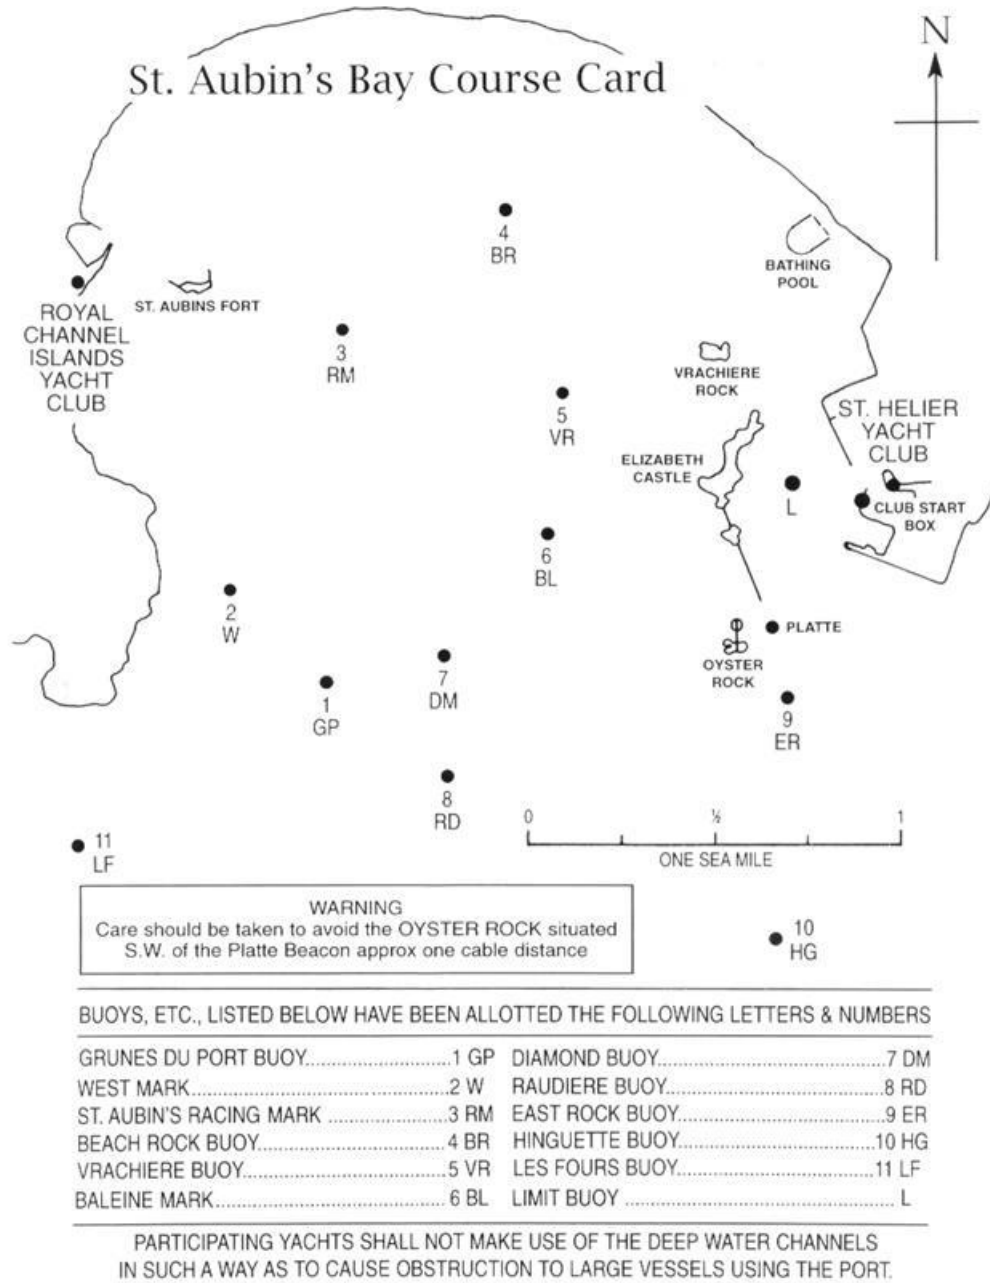 St. Aubin's Bay Course Card
N
4
BR
BATHING
POOL
ST. AUBINS FORT
ROYAL
CHANNEL
ISLANDS
YACHT
CLUB
3
RM
VRACHIERE
ROCK
5
VR
ST. HELIER
YACHT
CLUB
ELIZABETH
CASTLE
L
CLUB START
BOX
6
BL
2
W
PLATTE
OYSTER
ROCK
7
DM
1
GP
9
ER
8
RD
0 ½ 1
ONE SEA MILE
11
LF
WARNING
Care should be taken to avoid the OYSTER ROCK situated
S.W. of the Platte Beacon approx one cable distance
10
HG
BUOYS, ETC., LISTED BELOW HAVE BEEN ALLOTTED THE FOLLOWING LETTERS & NUMBERS
GRUNES DU PORT BUOY..........................1 GP
WEST MARK..........................................2 W
ST. AUBIN'S RACING MARK ......................3 RM
BEACH ROCK BUOY...............................4 BR
VRACHIERE BUOY..................................5 VR
BALEINE MARK......................................6 BL
DIAMOND BUOY.....................................7 DM
RAUDIERE BUOY....................................8 RD
EAST ROCK BUOY..................................9 ER
HINGUETTE BUOY.................................10 HG
LES FOURS BUOY..................................11 LF
LIMIT BUOY ..........................................L
PARTICIPATING YACHTS SHALL NOT MAKE USE OF THE DEEP WATER CHANNELS
IN SUCH A WAY AS TO CAUSE OBSTRUCTION TO LARGE VESSELS USING THE PORT.